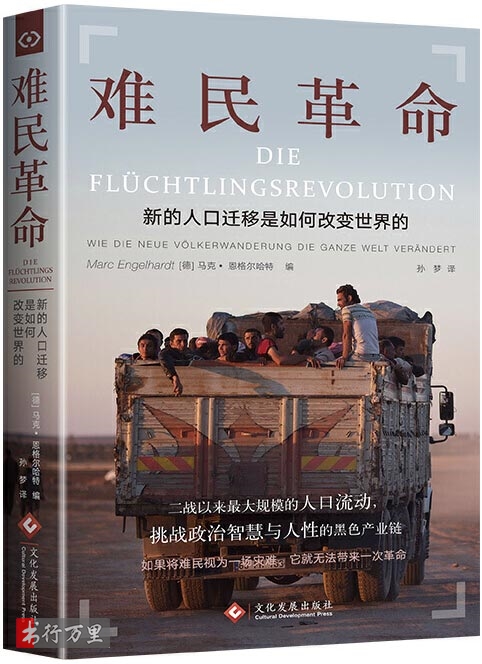 难民革命
DIE
FLÜCHTLINGSREVOLUTION
新的人口迁移是如何改变世界的
WIE DIE NEUE VÖLKERWANDERUNG DIE GANZE WELT VERÄNDERT
Marc Engelhardt [德] 马克·恩格尔哈特 编
孙梦 译
二战以来最大规模的人口流动，
挑战政治智慧与人性的黑色产业链
如果将难民视为一场灾难，它就无法带来一次革命
文化发展出版社
Cultural Development Press
难民革命
DIE
FLÜCHTLINGS
REVOLUTION
新的人口迁移
是如何
改变世界的
[德] 马克·恩格尔哈特 编
孙梦 译
文化发展出版社
Cultural Development Press
书行万里